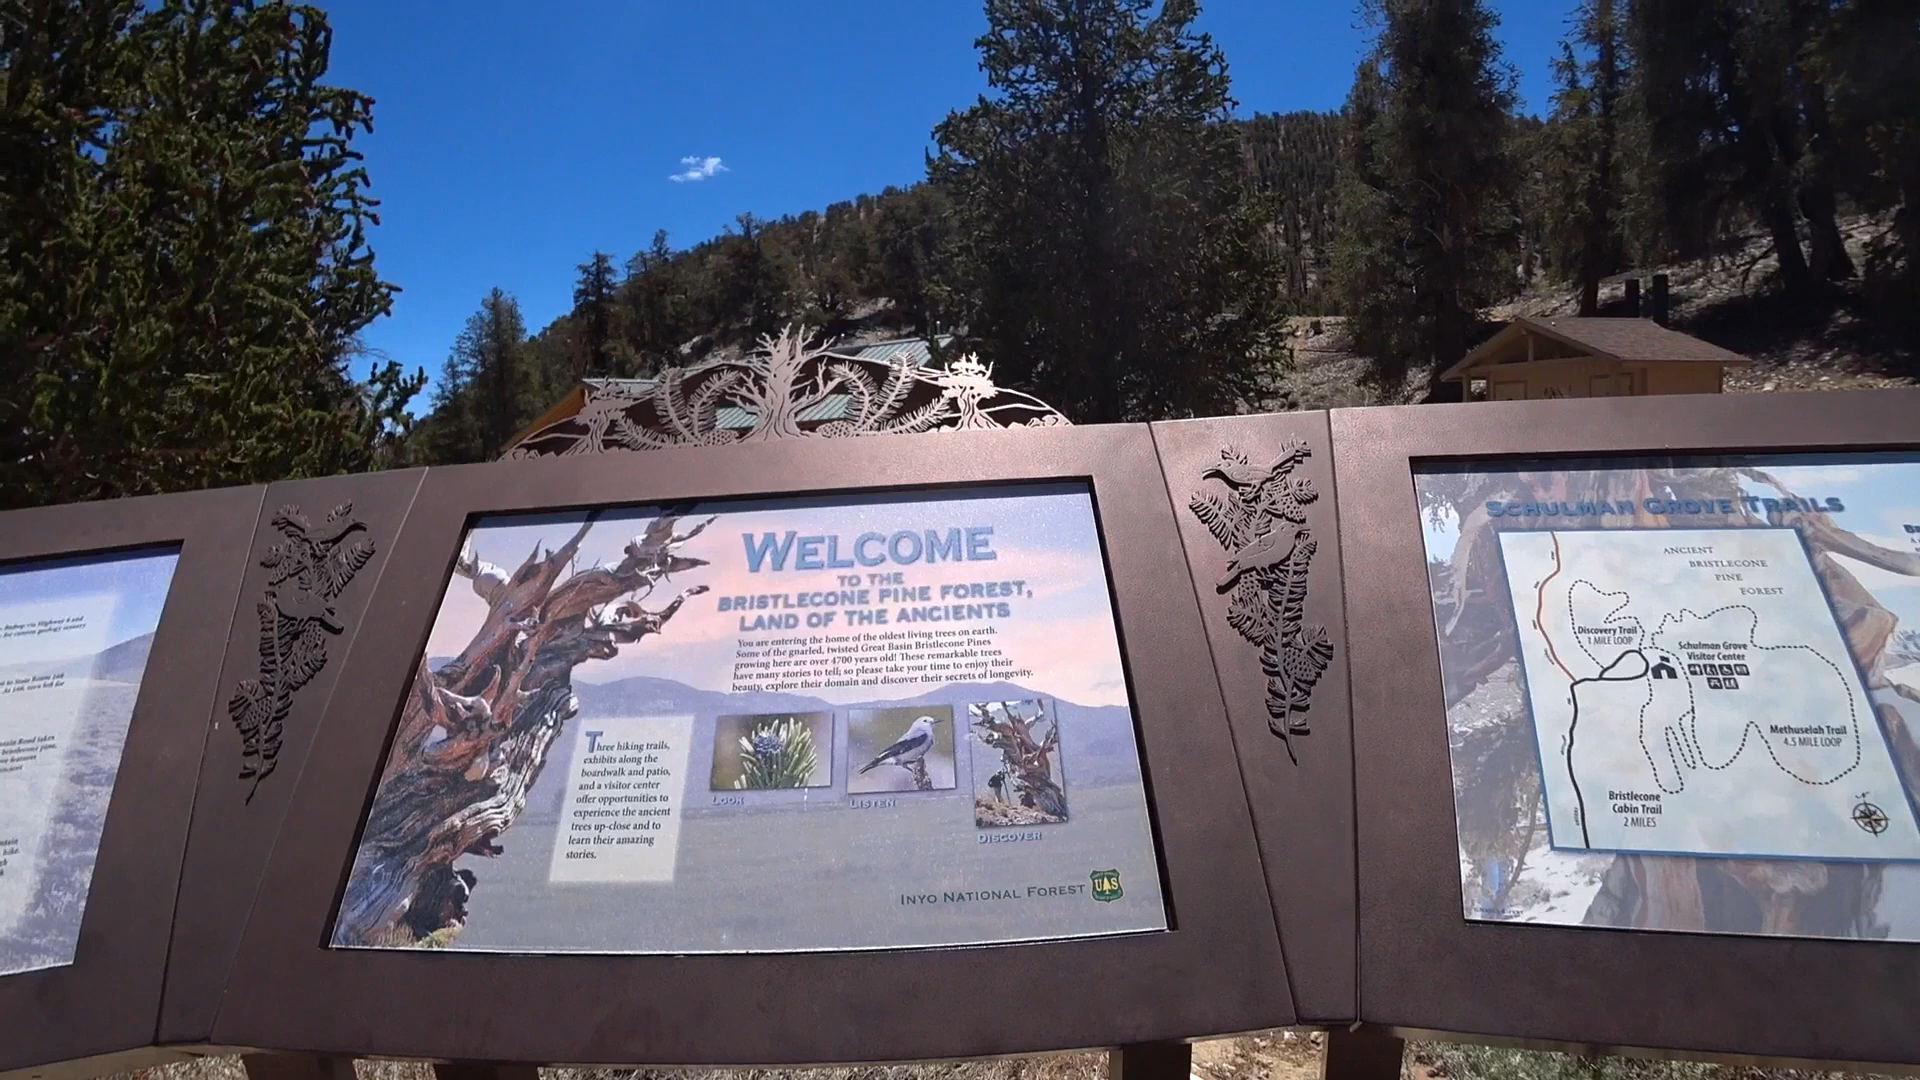 WELCOME
TO THE
BRISTLECONE PINE FOREST,
LAND OF THE ANCIENTS
You are entering the home of the oldest living trees on earth.
Some of the gnarled, twisted Great Basin Bristlecone Pines
growing here are over 4700 years old! These remarkable trees
have many stories to tell; so please take your time to enjoy their
beauty, explore their domain and discover their secrets of longevity.
Three hiking trails,
exhibits along the
boardwalk and patio,
and a visitor center
offer opportunities to
experience the ancient
trees up-close and to
learn their amazing
stories.
LOOK
LISTEN
DISCOVER
INYO NATIONAL FOREST
UAS
SCHULMAN GROVE TRAILS
ANCIENT
BRISTLECONE
PINE
FOREST
Discovery Trail
1 MILE LOOP
Schulman Grove
Visitor Center
Methuselah Trail
4.5 MILE LOOP
Bristlecone
Cabin Trail
2 MILES